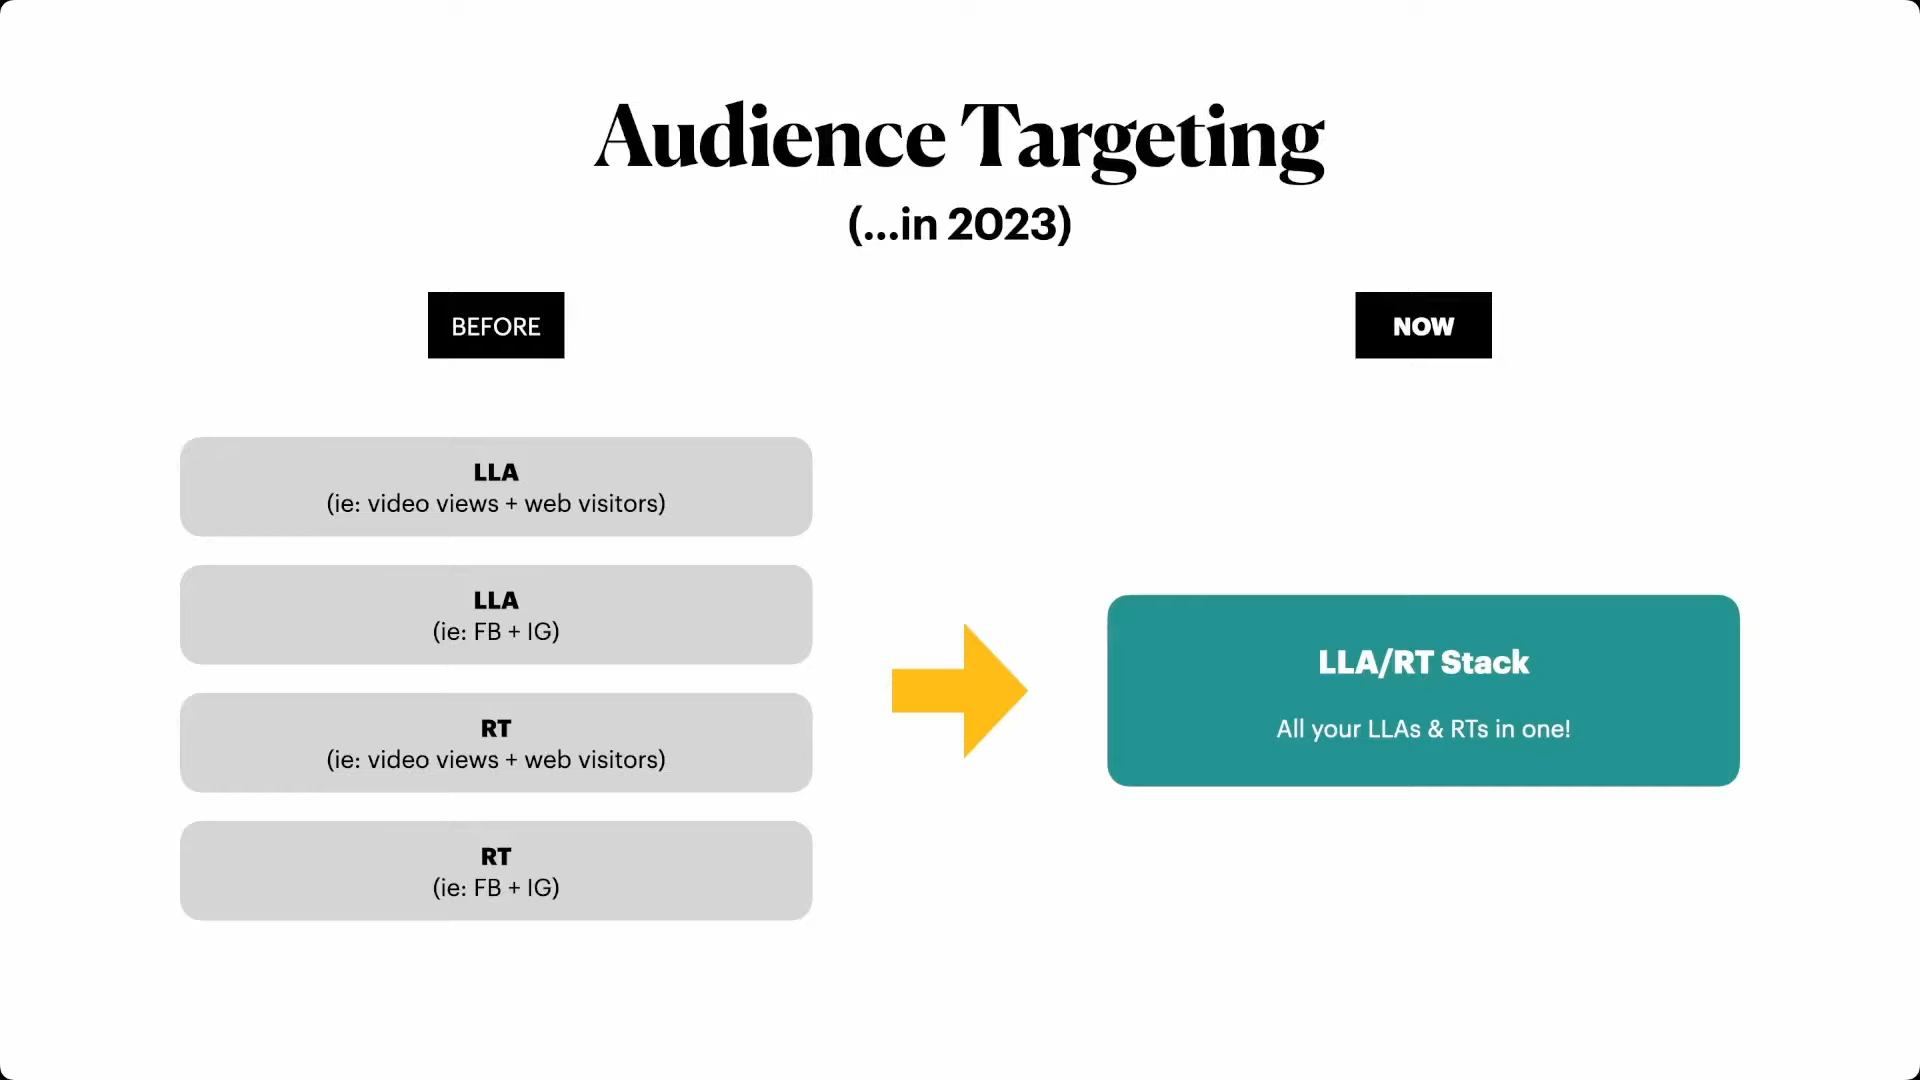 Audience Targeting
(...in 2023)
BEFORE
NOW
LLA
(ie: video views + web visitors)
LLA
(ie: FB + IG)
RT
(ie: video views + web visitors)
RT
(ie: FB + IG)
LLA/RT Stack
All your LLAs & RTs in one!